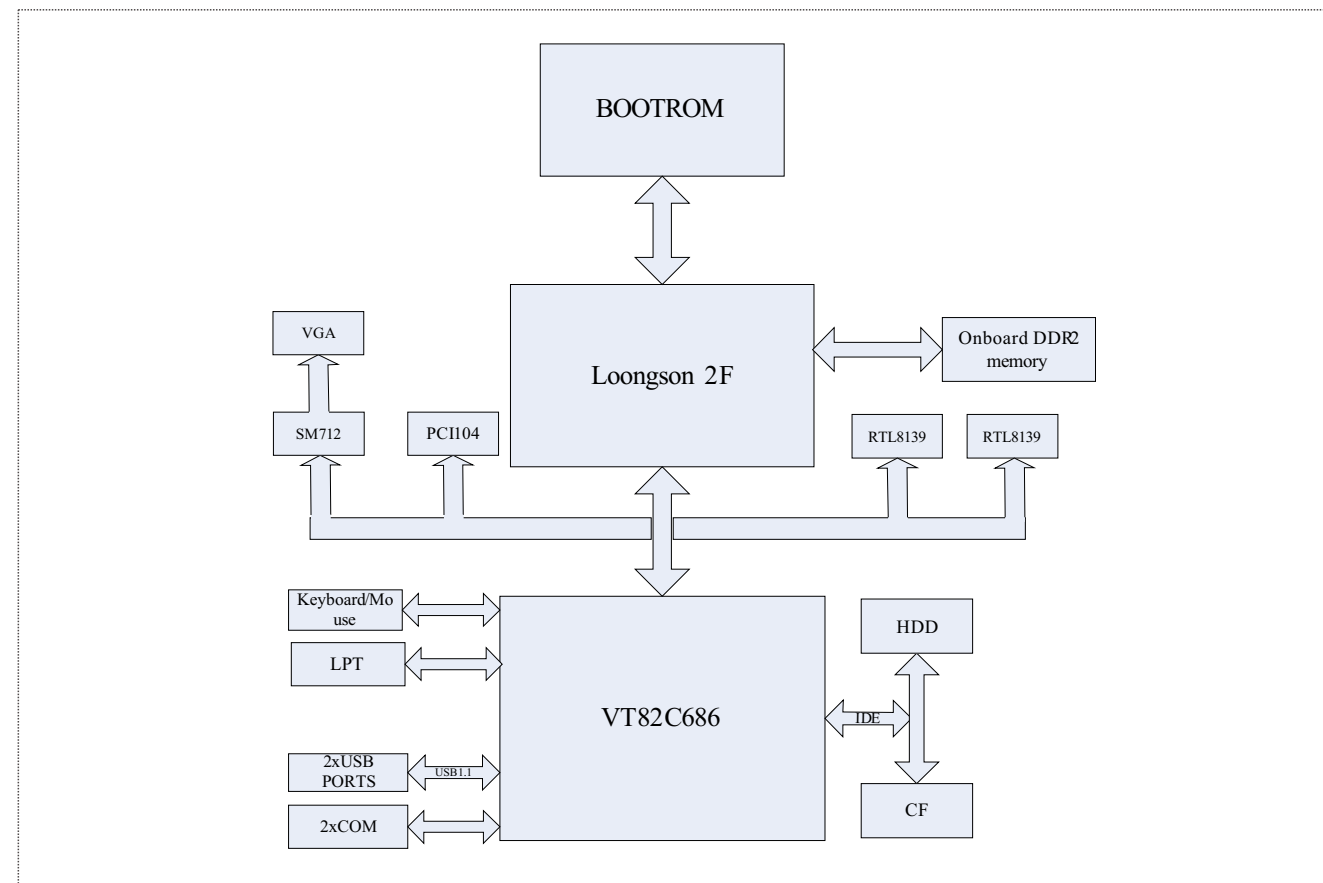 BOOTROM
VGA
Loongson 2F
Onboard DDR2
memory
SM712
PCI104
RTL8139
RTL8139
Keyboard/Mo
use
LPT
VT82C686
HDD
IDE
2xUSB
PORTS
USB1.1
CF
2xCOM